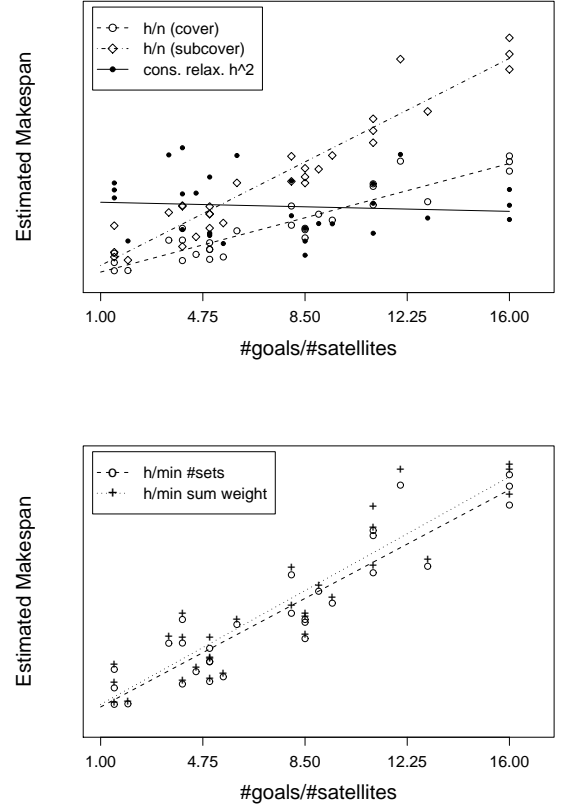 h/n (cover)
h/n (subcover)
cons. relax. h^2
Estimated Makespan
1.00 4.75 8.50 12.25 16.00
#goals/#satellites
h/min #sets
h/min sum weight
Estimated Makespan
1.00 4.75 8.50 12.25 16.00
#goals/#satellites